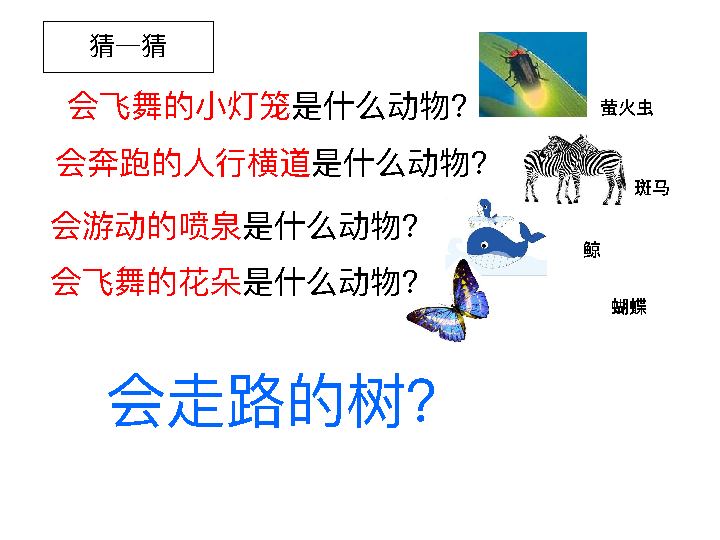 猜一猜
会飞舞的小灯笼是什么动物?
萤火虫
会奔跑的人行横道是什么动物?
斑马
会游动的喷泉是什么动物?
鲸
会飞舞的花朵是什么动物?
蝴蝶
会走路的树?